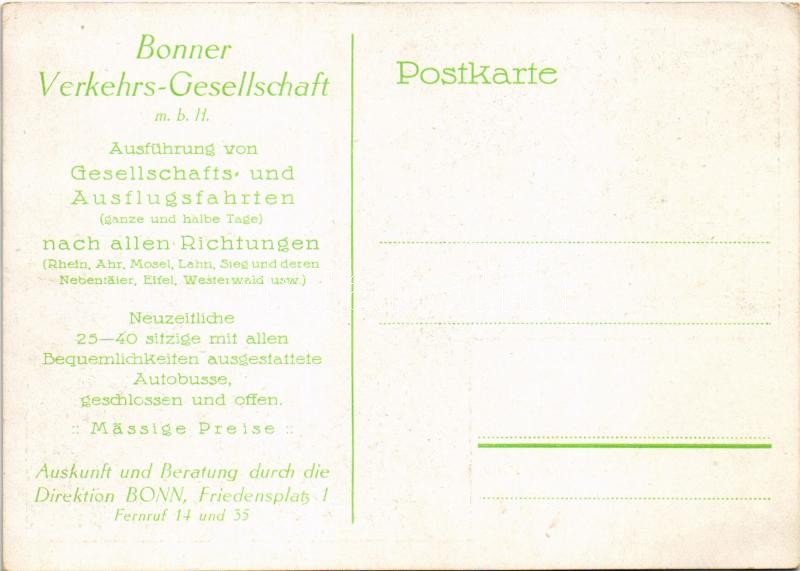 Bonner
Verkehrs-Gesellschaft
m. b. H.
Ausführung von
Gesellschafts- und
Ausflugsfahrten
(ganze und halbe Tage)
nach allen Richtungen
(Rhein, Ahr, Mosel, Lahn, Sieg und deren
Nebentäler, Eifel, Westerwald usw.)
Neuzeitliche
25—40 sitzige mit allen
Bequemlichkeiten ausgestattete
Autobusse,
geschlossen und offen.
:: Mässige Preise ::
Auskunft und Beratung durch die
Direktion BONN, Friedensplatz 1
Fernruf 14 und 35
Postkarte